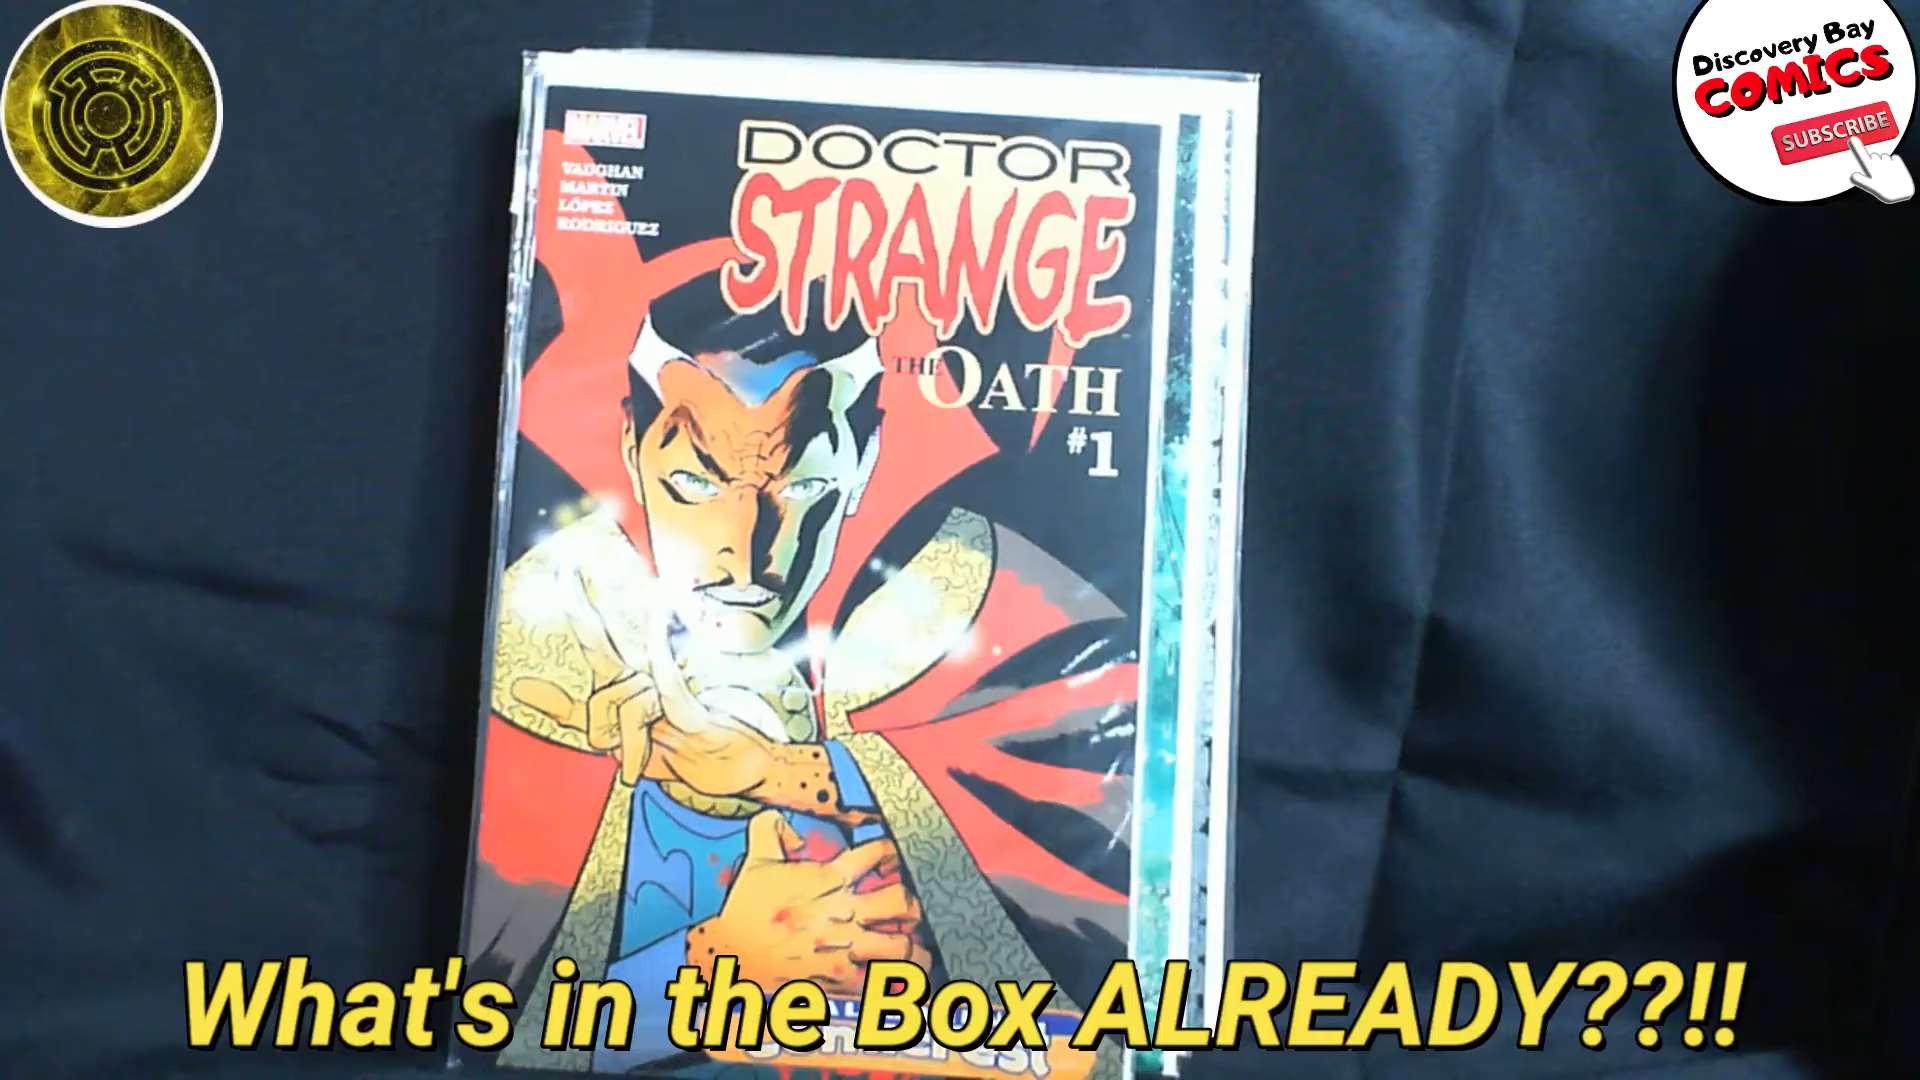 Discovery Bay
COMICS
SUBSCRIBE
MARVEL
VAUGHAN
MARTIN
LÓPEZ
RODRIGUEZ
DOCTOR
STRANGE
THE OATH
#1
What's in the Box ALREADY??!!